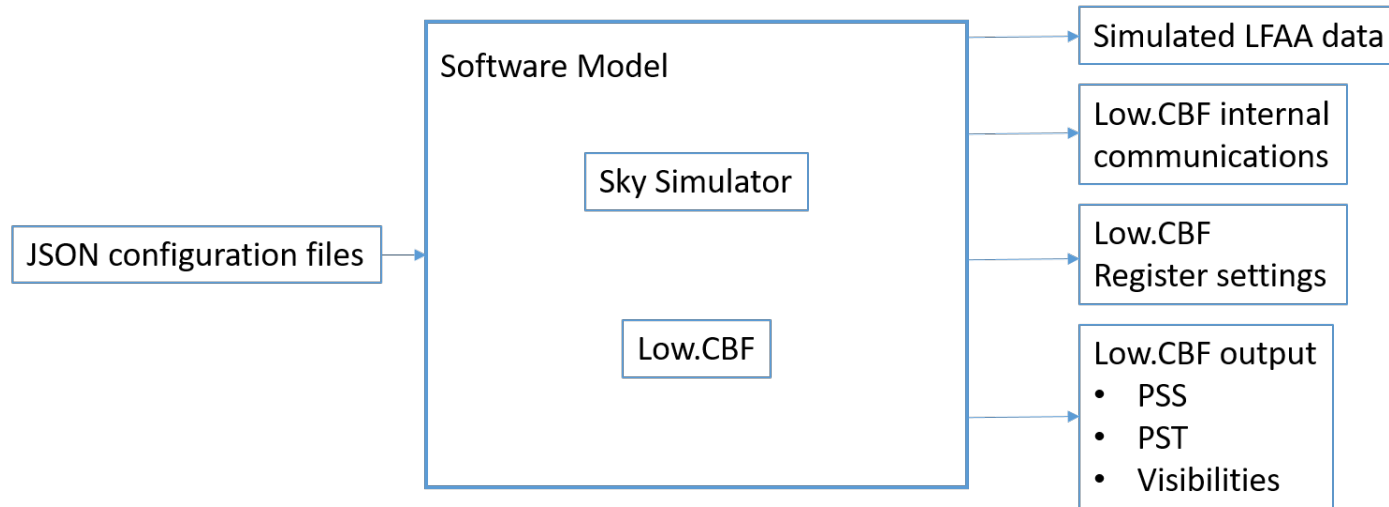 JSON configuration files
Software Model
Sky Simulator
Low.CBF
Simulated LFAA data
Low.CBF internal
communications
Low.CBF
Register settings
Low.CBF output
• PSS
• PST
• Visibilities